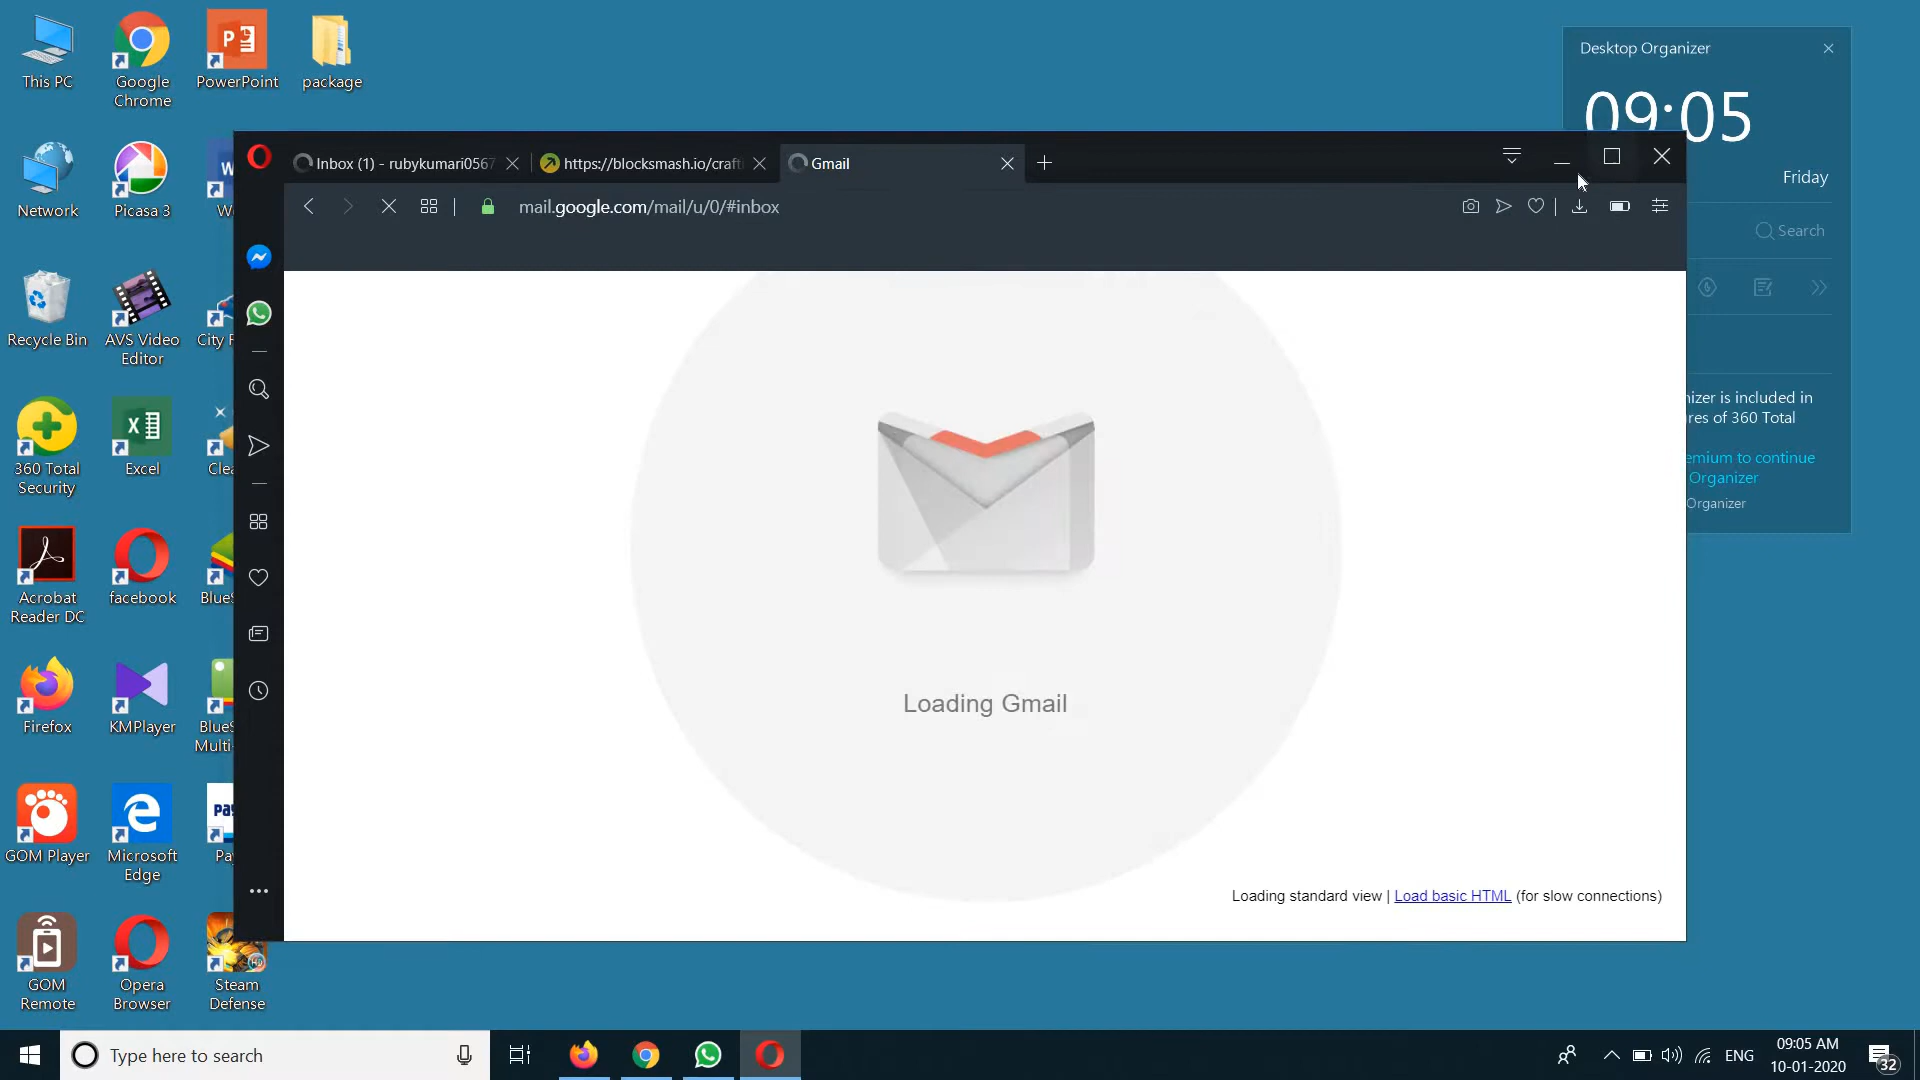 This PC
Google
Chrome
PowerPoint
package
Network
Picasa 3
Recycle Bin
AVS Video
Editor
City
360 Total
Security
Excel
Acrobat
Reader DC
facebook
Firefox
KMPlayer
Multi-
GOM Player
Microsoft
Edge
GOM
Remote
Opera
Browser
Steam
Defense
Desktop Organizer
09:05
Friday
Search
nizer is included in
res of 360 Total
emium to continue
Organizer
Organizer
Inbox (1) - rubykumari0567
https://blocksmash.io/craft
Gmail
mail.google.com/mail/u/0/#inbox
Loading Gmail
Loading standard view | Load basic HTML (for slow connections)
Type here to search
ENG
09:05 AM
10-01-2020
32